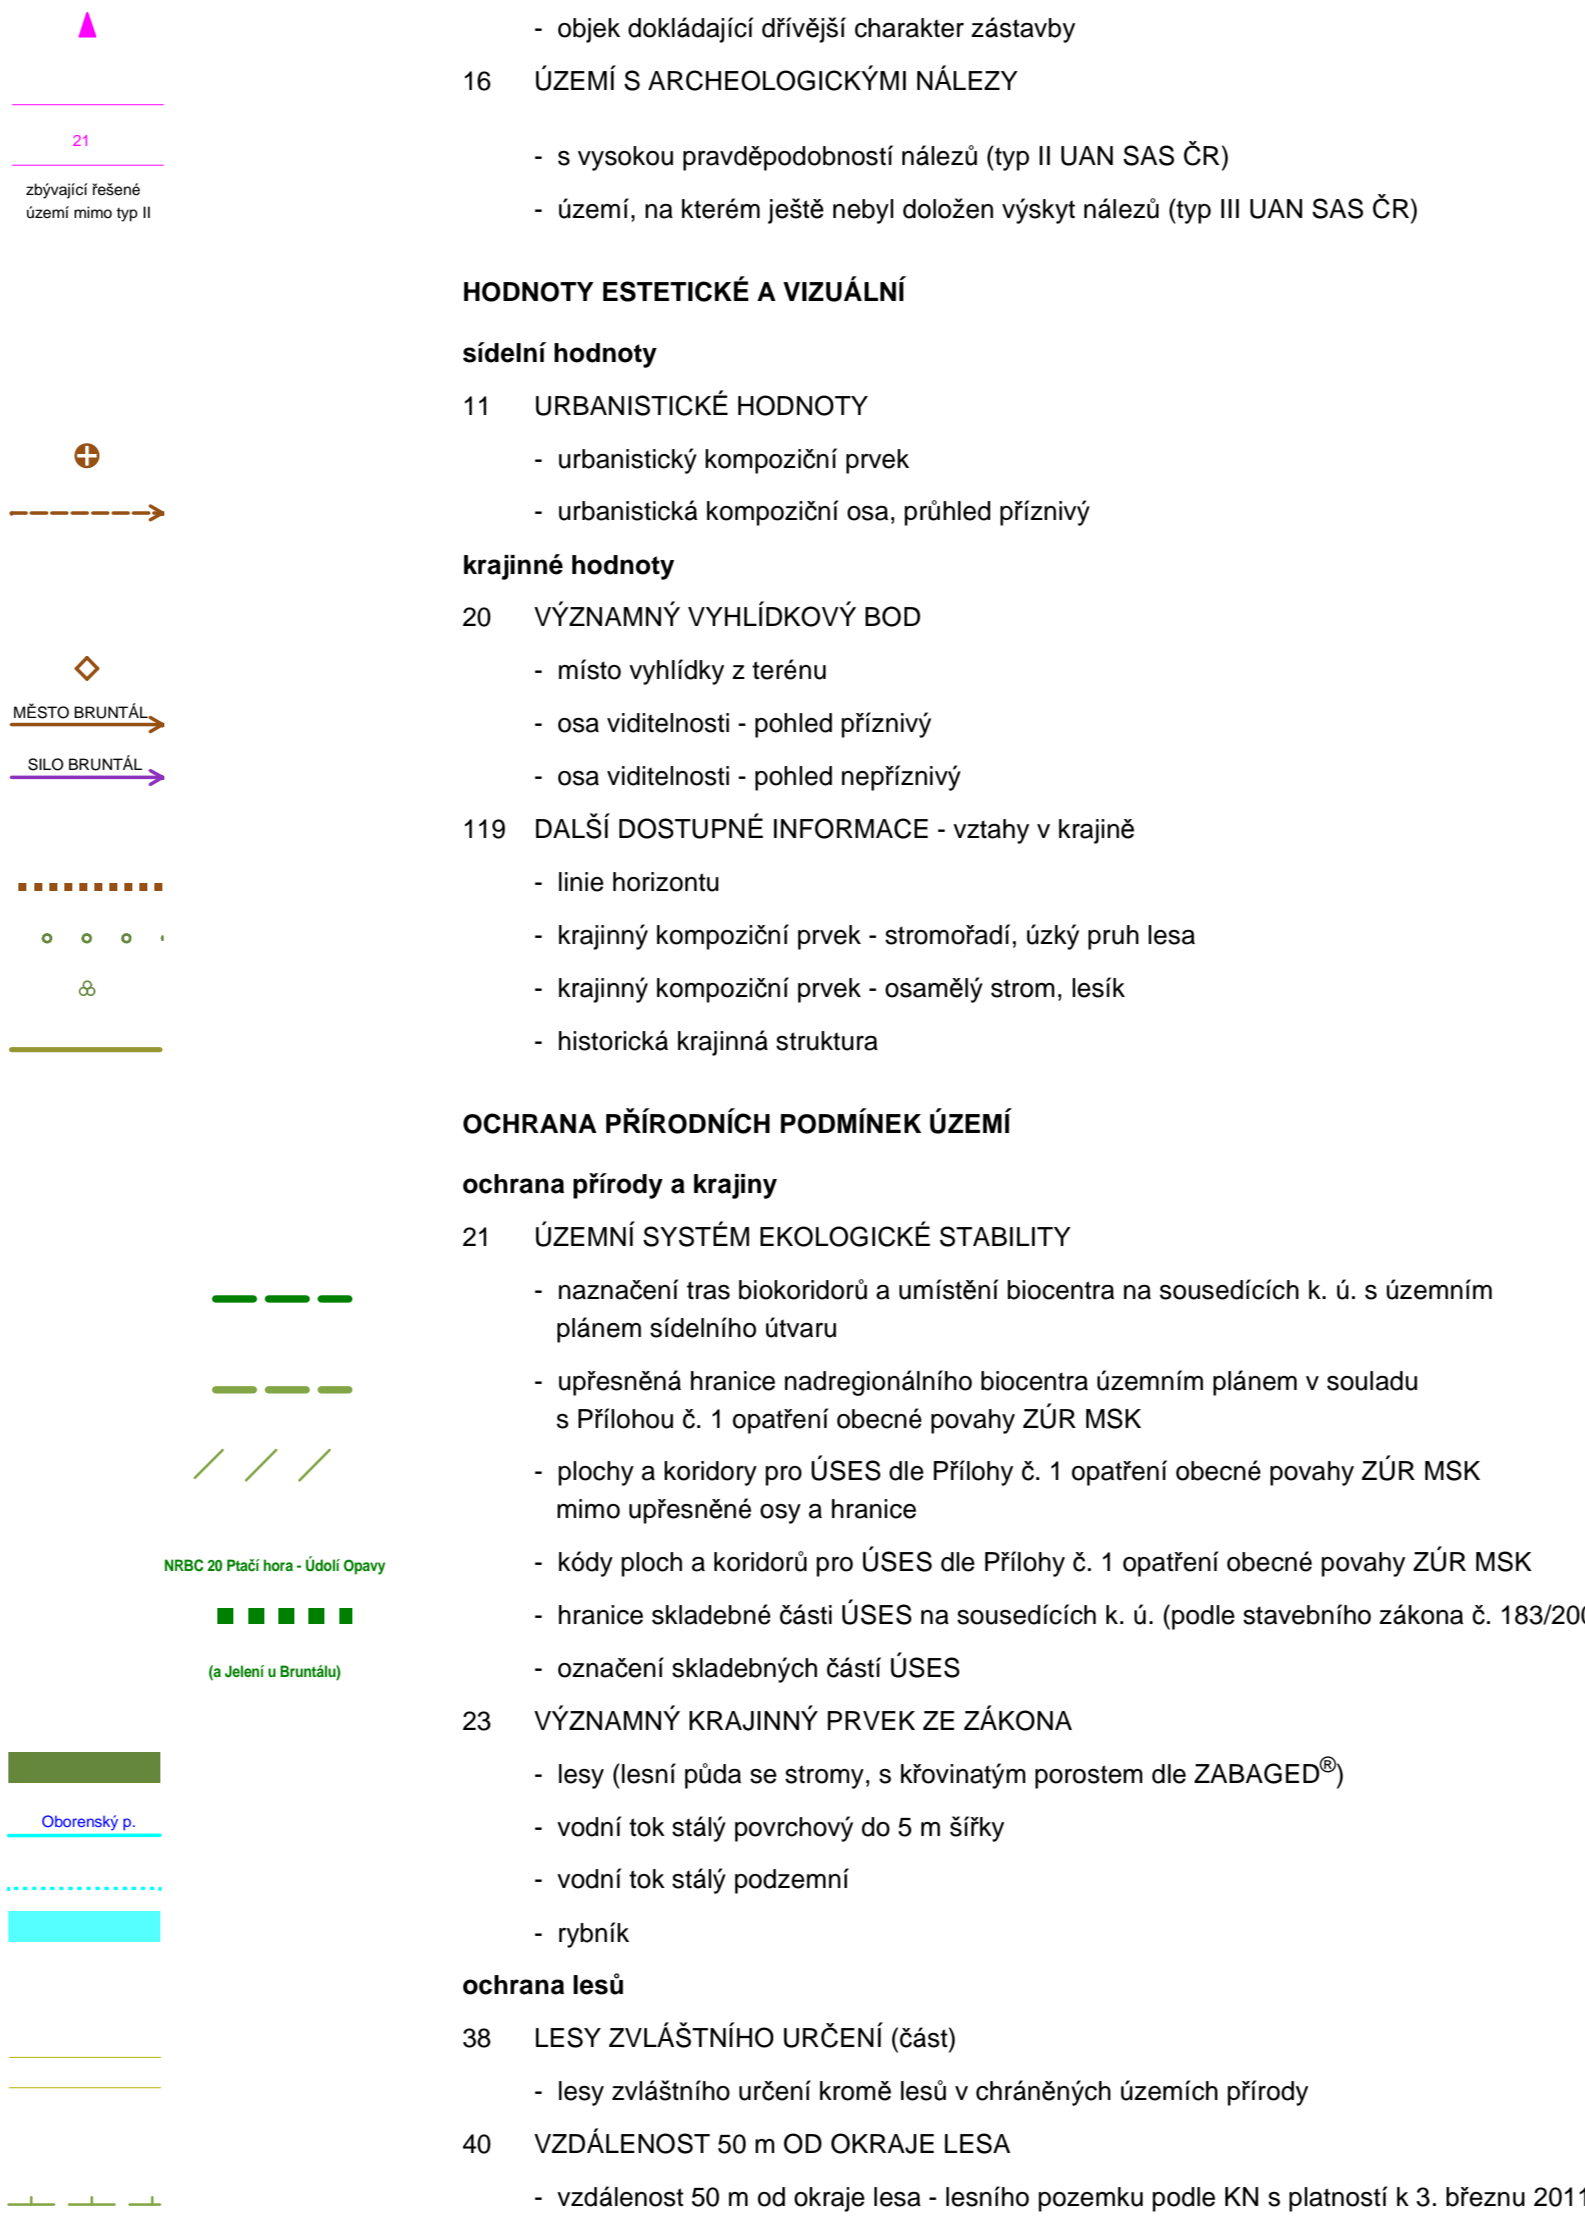 - objek dokládající dřívější charakter zástavby
16 ÚZEMÍ S ARCHEOLOGICKÝMI NÁLEZY
21
- s vysokou pravděpodobností nálezů (typ II UAN SAS ČR)
zbývající řešené
území mimo typ II
- území, na kterém ještě nebyl doložen výskyt nálezů (typ III UAN SAS ČR)
HODNOTY ESTETICKÉ A VIZUÁLNÍ
sídelní hodnoty
11 URBANISTICKÉ HODNOTY
- urbanistický kompoziční prvek
- urbanistická kompoziční osa, průhled příznivý
krajinné hodnoty
20 VÝZNAMNÝ VYHLÍDKOVÝ BOD
- místo vyhlídky z terénu
MĚSTO BRUNTÁL
- osa viditelnosti - pohled příznivý
SILO BRUNTÁL
- osa viditelnosti - pohled nepříznivý
119 DALŠÍ DOSTUPNÉ INFORMACE - vztahy v krajině
- linie horizontu
- krajinný kompoziční prvek - stromořadí, úzký pruh lesa
- krajinný kompoziční prvek - osamělý strom, lesík
- historická krajinná struktura
OCHRANA PŘÍRODNÍCH PODMÍNEK ÚZEMÍ
ochrana přírody a krajiny
21 ÚZEMNÍ SYSTÉM EKOLOGICKÉ STABILITY
- naznačení tras biokoridorů a umístění biocentra na sousedících k. ú. s územním
plánem sídelního útvaru
- upřesněná hranice nadregionálního biocentra územním plánem v souladu
s Přílohou č. 1 opatření obecné povahy ZÚR MSK
- plochy a koridory pro ÚSES dle Přílohy č. 1 opatření obecné povahy ZÚR MSK
mimo upřesněné osy a hranice
NRBC 20 Ptačí hora - Údolí Opavy
- kódy ploch a koridorů pro ÚSES dle Přílohy č. 1 opatření obecné povahy ZÚR MSK
- hranice skladebné části ÚSES na sousedících k. ú. (podle stavebního zákona č. 183/200
(a Jelení u Bruntálu)
- označení skladebných částí ÚSES
23 VÝZNAMNÝ KRAJINNÝ PRVEK ZE ZÁKONA
- lesy (lesní půda se stromy, s křovinatým porostem dle ZABAGED®)
Oborenský p.
- vodní tok stálý povrchový do 5 m šířky
- vodní tok stálý podzemní
- rybník
ochrana lesů
38 LESY ZVLÁŠTNÍHO URČENÍ (část)
- lesy zvláštního určení kromě lesů v chráněných územích přírody
40 VZDÁLENOST 50 m OD OKRAJE LESA
- vzdálenost 50 m od okraje lesa - lesního pozemku podle KN s platností k 3. březnu 2011